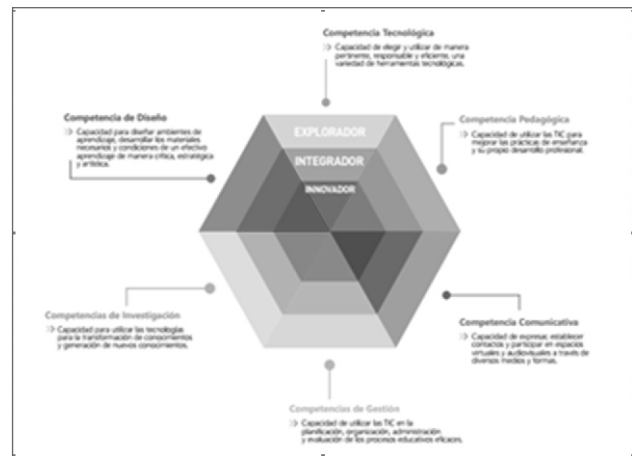 Competencia Tecnológica
Capacidad de elegir y utilizar de manera
pertinente, responsable y eficiente, una
variedad de herramientas tecnológicas.
Competencia de Diseño
Capacidad para diseñar ambientes de
aprendizaje, desarrollar los materiales
necesarios y condiciones de un efectivo
aprendizaje de manera crítica, estratégica
y artística.
EXPLORADOR
INTEGRADOR
INNOVADOR
Competencia Pedagógica
Capacidad de utilizar las TIC para
mejorar las prácticas de enseñanza
y su propio desarrollo profesional.
Competencias de Investigación
Capacidad para utilizar las tecnologías
para la transformación de conocimientos
y generación de nuevos conocimientos.
Competencia Comunicativa
Capacidad de expresar, establecer
contactos y participar en espacios
virtuales y audiovisuales a través de
diversos medios y formas.
Competencias de Gestión
Capacidad de utilizar las TIC en la
planificación, organización, administración
y evaluación de los procesos educativos eficaces.